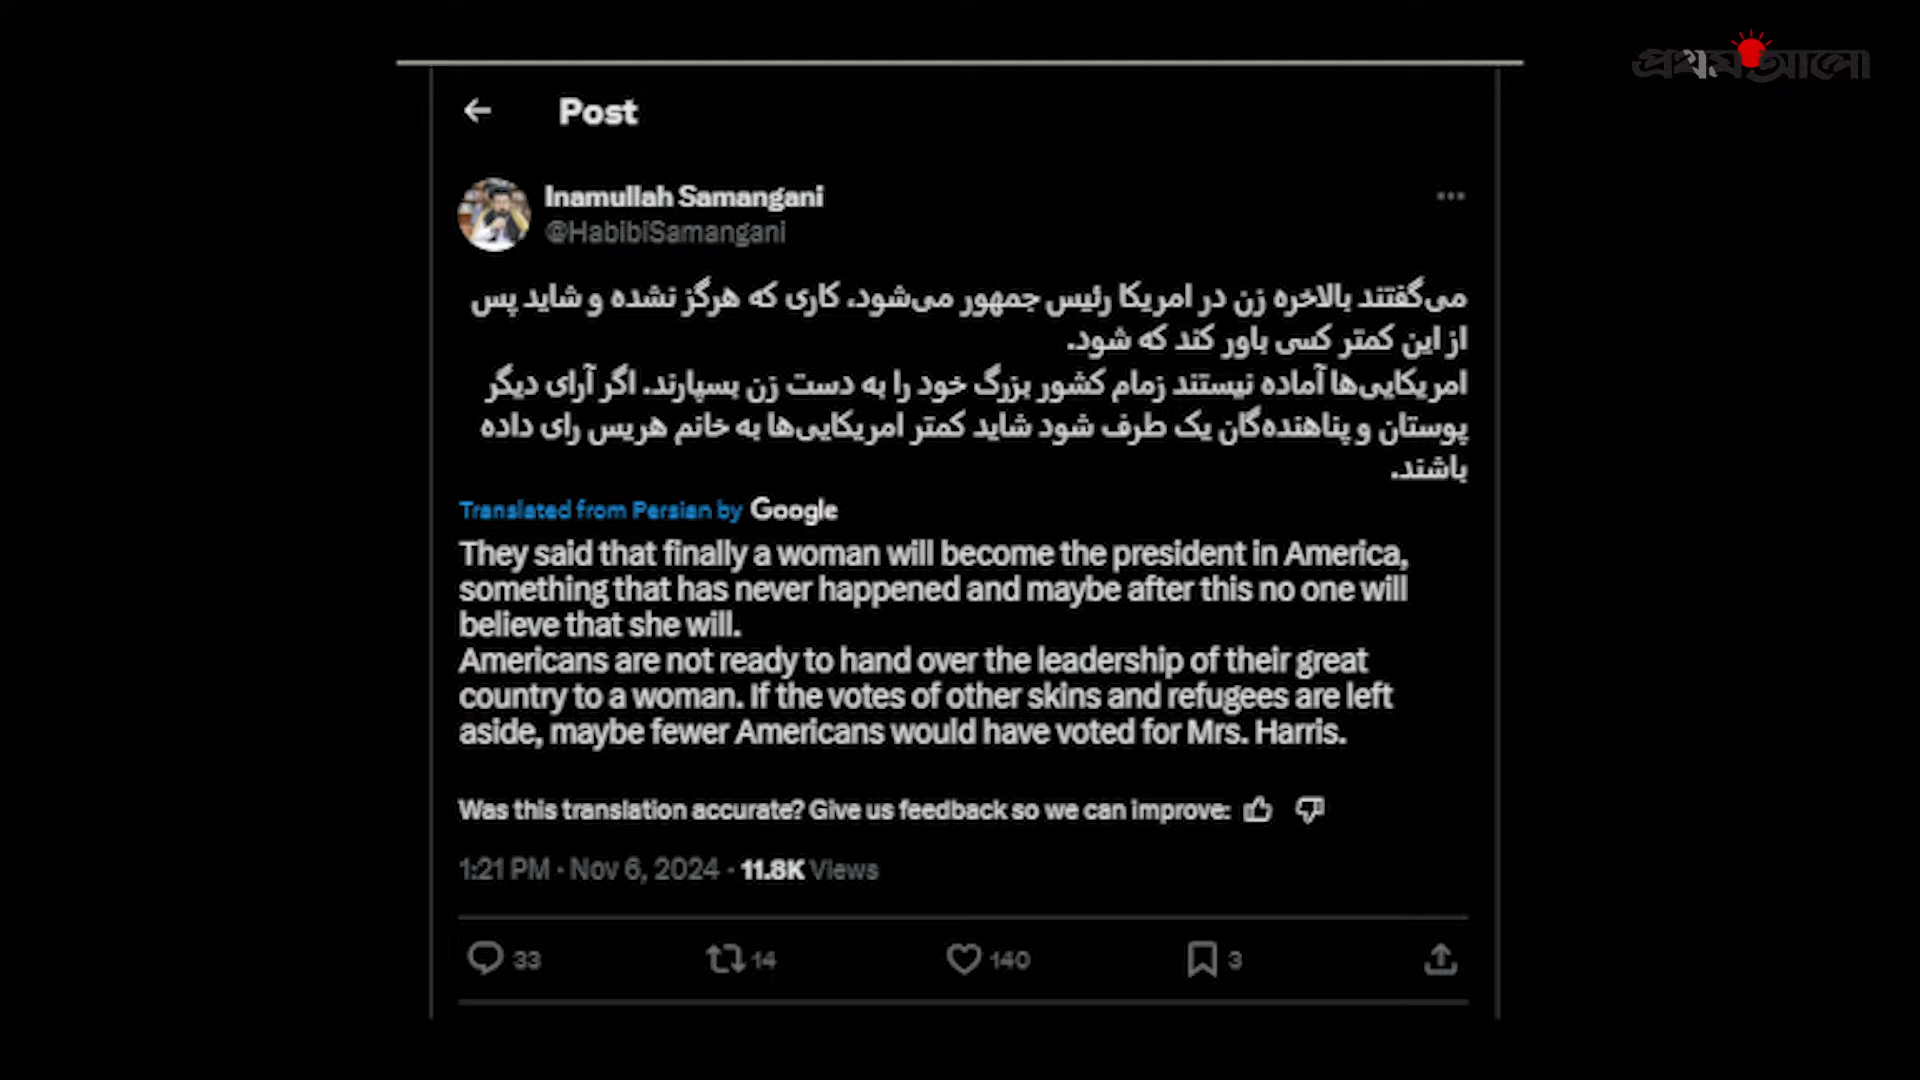 প্রথম আলো
Post
Inamullah Samangani
@HabibiSamangani
می‌گفتند بالاخره زن در امریکا رئیس جمهور می‌شود، کاری که هرگز نشده و شاید پس
از این کمتر کسی باور کند که شود.
امریکایی‌ها آماده نیستند زمام کشور بزرگ خود را به دست زن بسپارند. اگر آرای دیگر
پوستان و پناهنده‌گان یک طرف شود شاید کمتر امریکایی‌ها به خانم هریس رای داده
باشند.
Translated from Persian by Google
They said that finally a woman will become the president in America,
something that has never happened and maybe after this no one will
believe that she will.
Americans are not ready to hand over the leadership of their great
country to a woman. If the votes of other skins and refugees are left
aside, maybe fewer Americans would have voted for Mrs. Harris.
Was this translation accurate? Give us feedback so we can improve:
1:21 PM · Nov 6, 2024 · 11.8K Views
33 14 140 3